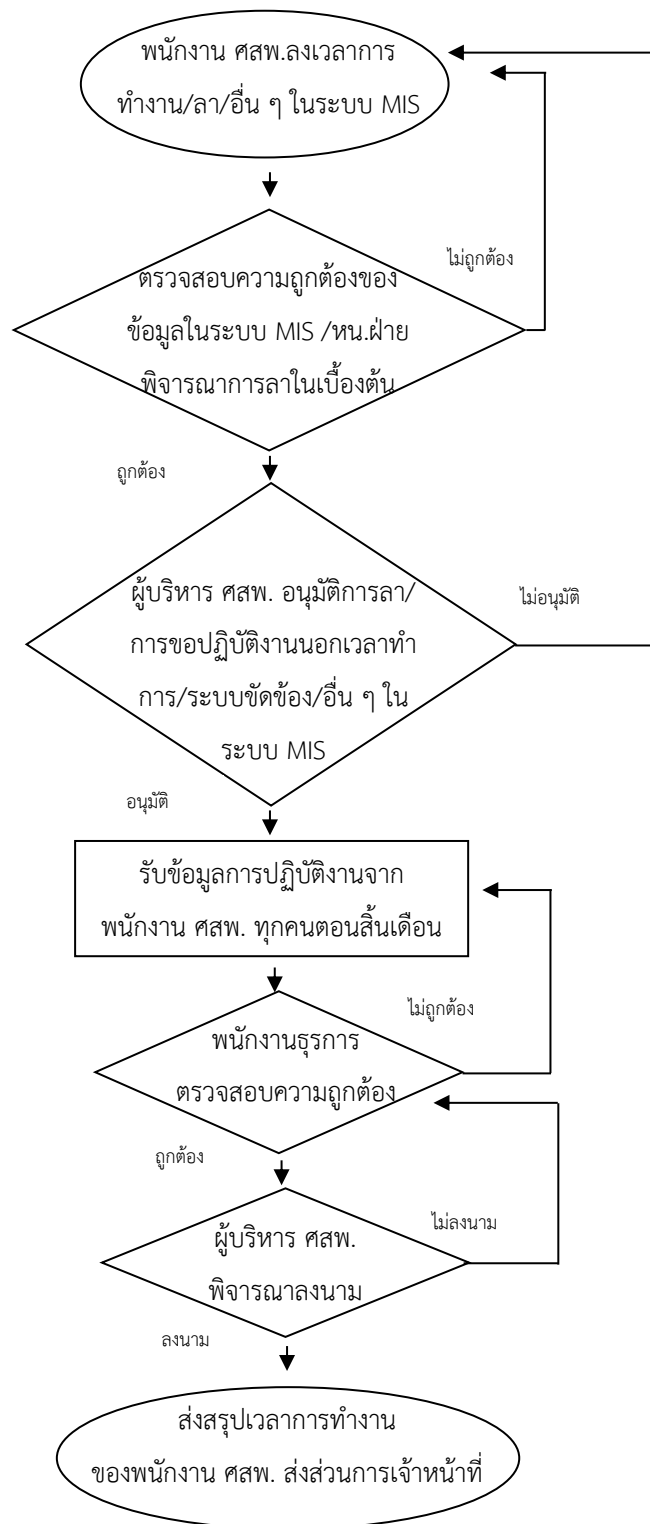 พนักงาน ศสพ.ลงเวลาการ
ทำงาน/ลา/อื่น ๆ ในระบบ MIS
ไม่ถูกต้อง
ตรวจสอบความถูกต้องของ
ข้อมูลในระบบ MIS /หน.ฝ่าย
พิจารณาการลาในเบื้องต้น
ถูกต้อง
ผู้บริหาร ศสพ. อนุมัติการลา/
ไม่อนุมัติ
การขอปฏิบัติงานนอกเวลาทำ
การ/ระบบขัดข้อง/อื่น ๆ ใน
ระบบ MIS
อนุมัติ
รับข้อมูลการปฏิบัติงานจาก
พนักงาน ศสพ. ทุกคนตอนสิ้นเดือน
ไม่ถูกต้อง
พนักงานธุรการ
ตรวจสอบความถูกต้อง
ถูกต้อง
ไม่ลงนาม
ผู้บริหาร ศสพ.
พิจารณาลงนาม
ลงนาม
ส่งสรุปเวลาการทำงาน
ของพนักงาน ศสพ. ส่งส่วนการเจ้าหน้าที่